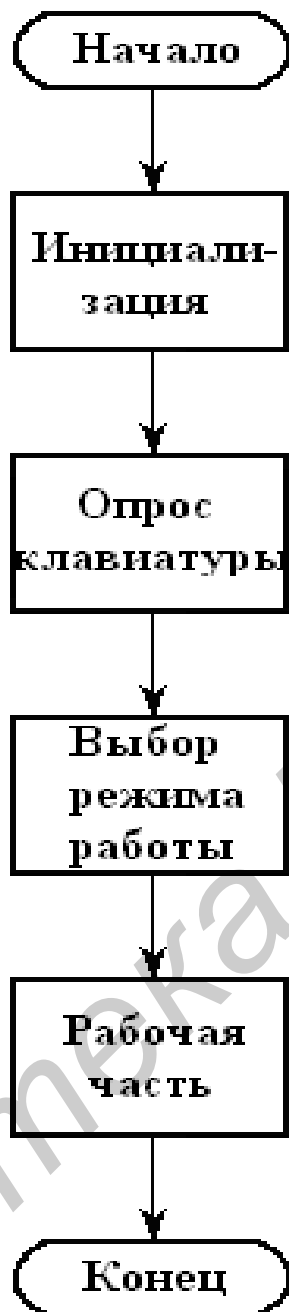 Начало
Инициали-
зация
Опрос
клавиатуры
Выбор
режима
работы
Рабочая
часть
Конец